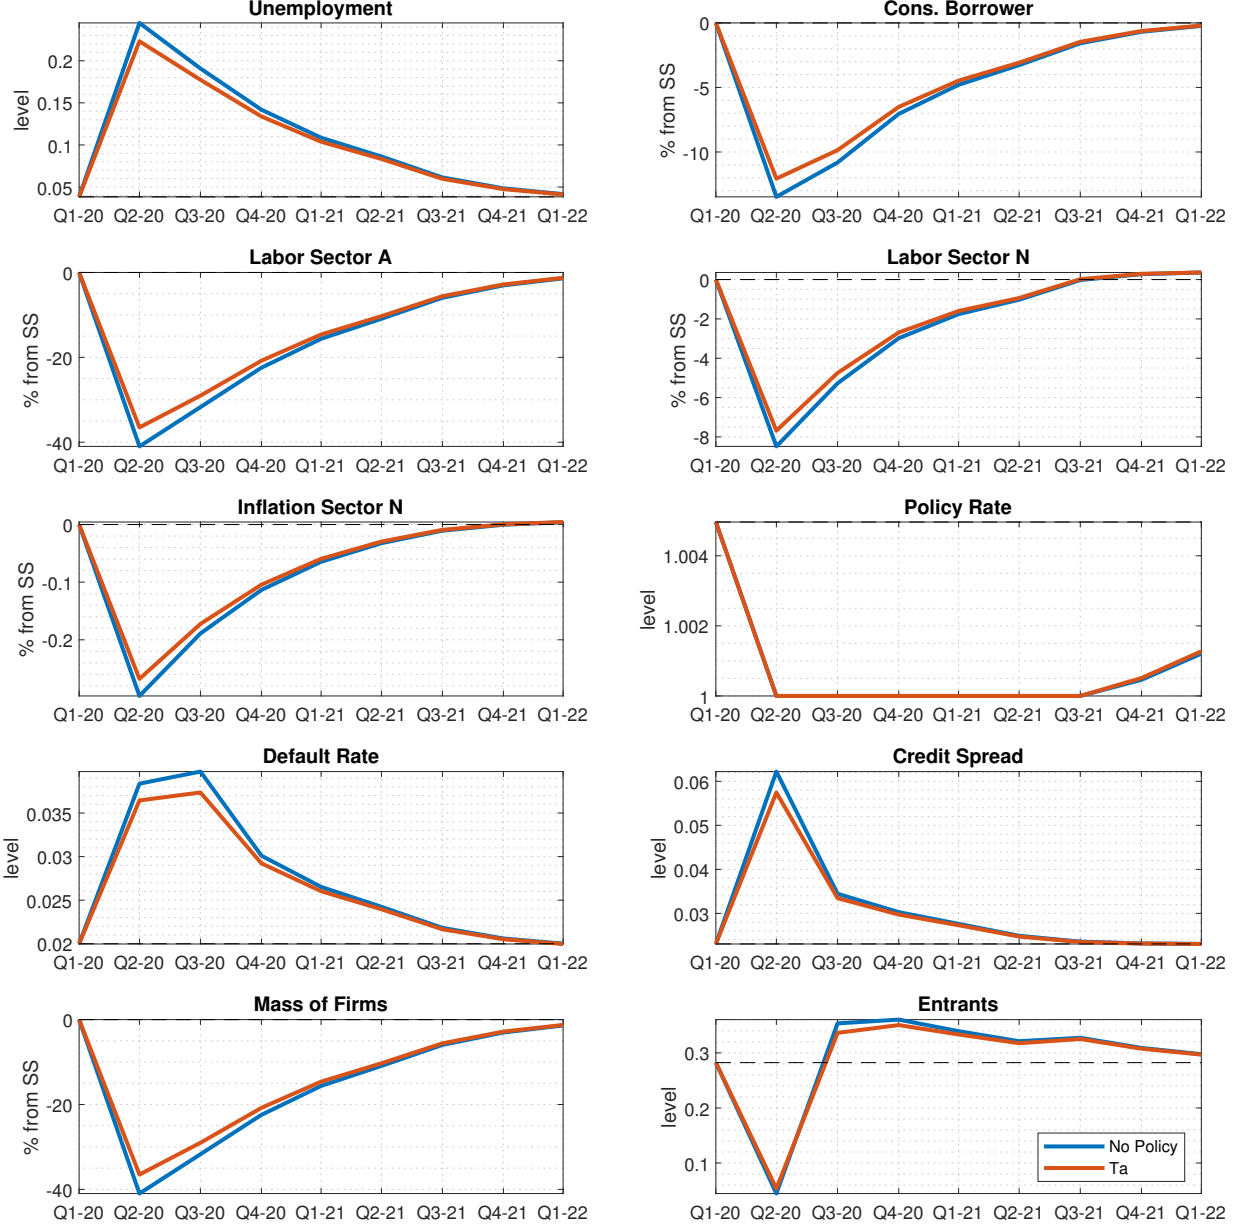 Unemployment
level
0.2
0.15
0.1
0.05
Q1-20 Q2-20 Q3-20 Q4-20 Q1-21 Q2-21 Q3-21 Q4-21 Q1-22
Cons. Borrower
% from SS
0
-5
-10
Q1-20 Q2-20 Q3-20 Q4-20 Q1-21 Q2-21 Q3-21 Q4-21 Q1-22
Labor Sector A
% from SS
0
-20
-40
Q1-20 Q2-20 Q3-20 Q4-20 Q1-21 Q2-21 Q3-21 Q4-21 Q1-22
Labor Sector N
% from SS
0
-2
-4
-6
-8
Q1-20 Q2-20 Q3-20 Q4-20 Q1-21 Q2-21 Q3-21 Q4-21 Q1-22
Inflation Sector N
% from SS
0
-0.1
-0.2
Q1-20 Q2-20 Q3-20 Q4-20 Q1-21 Q2-21 Q3-21 Q4-21 Q1-22
Policy Rate
level
1.004
1.002
1
Q1-20 Q2-20 Q3-20 Q4-20 Q1-21 Q2-21 Q3-21 Q4-21 Q1-22
Default Rate
level
0.035
0.03
0.025
0.02
Q1-20 Q2-20 Q3-20 Q4-20 Q1-21 Q2-21 Q3-21 Q4-21 Q1-22
Credit Spread
level
0.06
0.05
0.04
0.03
Q1-20 Q2-20 Q3-20 Q4-20 Q1-21 Q2-21 Q3-21 Q4-21 Q1-22
Mass of Firms
% from SS
0
-20
-40
Q1-20 Q2-20 Q3-20 Q4-20 Q1-21 Q2-21 Q3-21 Q4-21 Q1-22
Entrants
level
0.3
0.2
0.1
No Policy
Ta
Q1-20 Q2-20 Q3-20 Q4-20 Q1-21 Q2-21 Q3-21 Q4-21 Q1-22